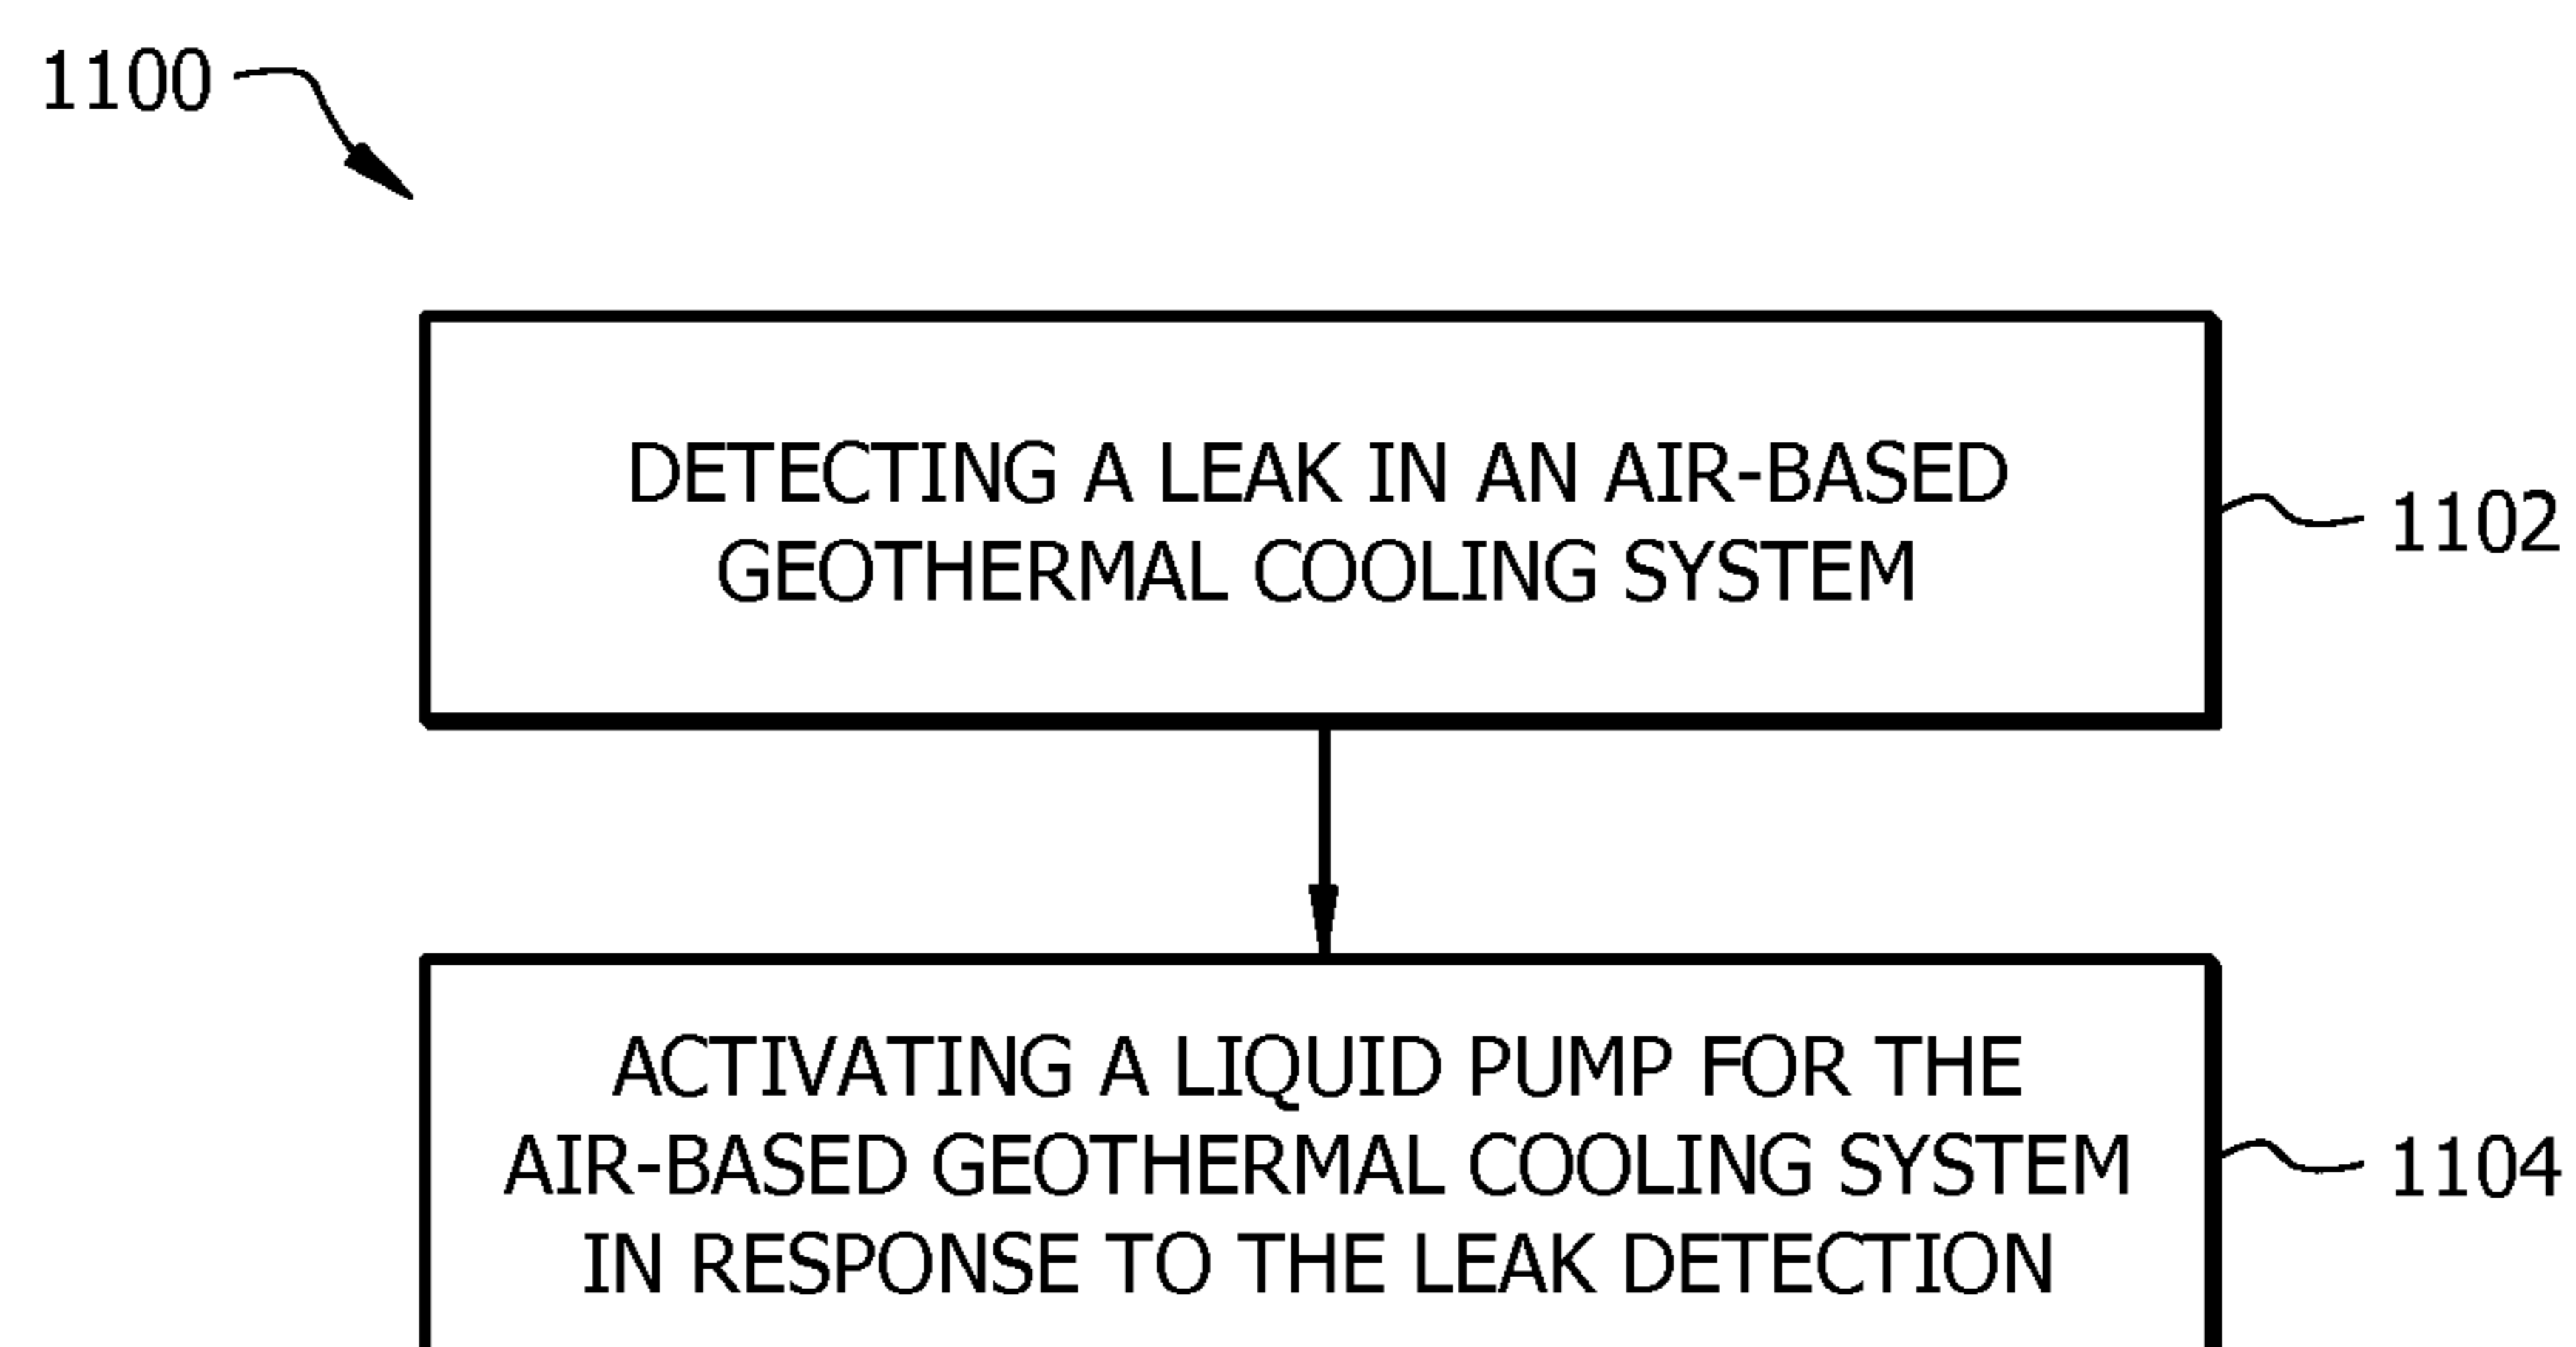 1100
DETECTING A LEAK IN AN AIR-BASED
GEOTHERMAL COOLING SYSTEM
1102
ACTIVATING A LIQUID PUMP FOR THE
AIR-BASED GEOTHERMAL COOLING SYSTEM
IN RESPONSE TO THE LEAK DETECTION
1104